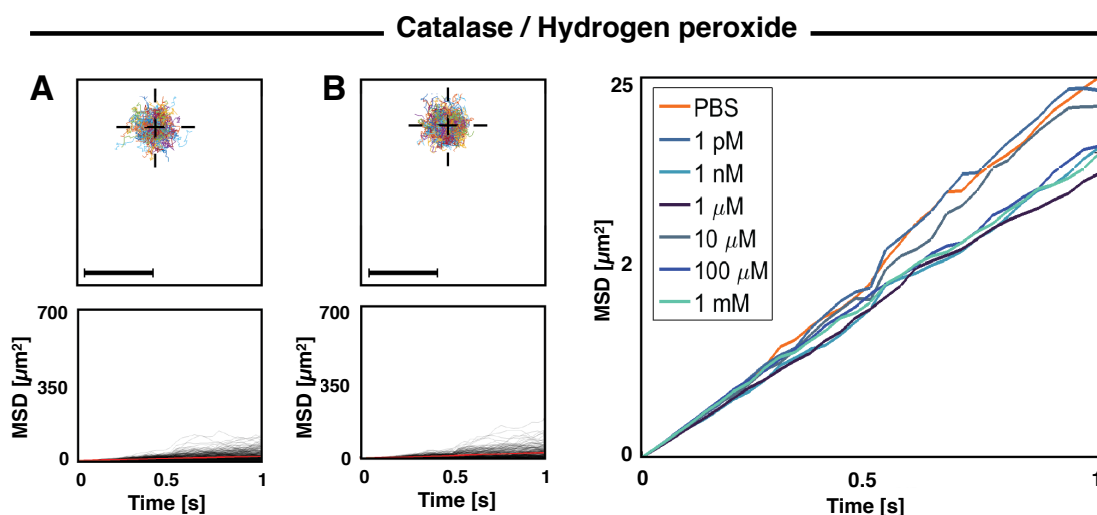 Catalase / Hydrogen peroxide
A
700
350
0
MSD [μm²]
0
0.5
1
Time [s]
B
700
350
0
MSD [μm²]
0
0.5
1
Time [s]
25
2
0
MSD [μm²]
PBS
1 pM
1 nM
1 μM
10 μM
100 μM
1 mM
0
0.5
1
Time [s]